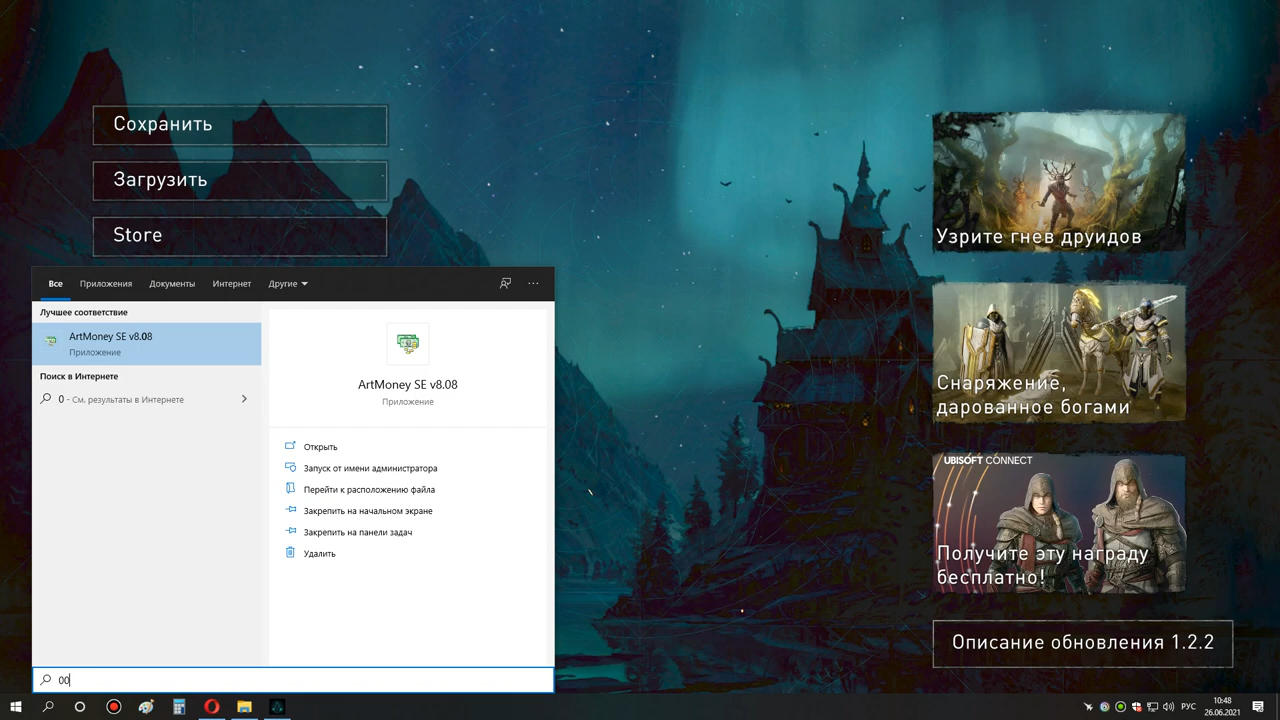 Сохранить
Загрузить
Store
Все Приложения Документы Интернет Другие
Лучшее соответствие
ArtMoney SE v8.08
Приложение
Поиск в Интернете
0 - См. результаты в Интернете
ArtMoney SE v8.08
Приложение
Открыть
Запуск от имени администратора
Перейти к расположению файла
Закрепить на начальном экране
Закрепить на панели задач
Удалить
00
Узрите гнев друидов
Снаряжение,
дарованное богами
UBISOFT CONNECT
Получите эту награду
бесплатно!
Описание обновления 1.2.2
РУС
10:48
26.06.2021